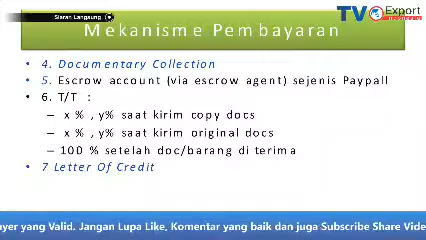 Siaran Langsung
TV Export
Mekanisme Pembayaran
• 4. Documentary Collection
• 5. Escrow account (via escrow agent) sejenis Paypall
• 6. T/T :
– x % , y% saat kirim copy docs
– x % , y% saat kirim original docs
– 100 % setelah doc/barang di terima
• 7 Letter Of Credit
ayer yang Valid. Jangan Lupa Like, Komentar yang baik dan juga Subscribe Share Vide